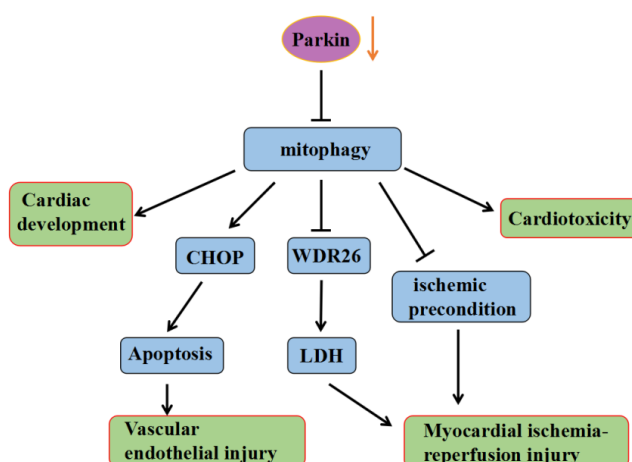 Parkin
mitophagy
Cardiac
development
Cardiotoxicity
CHOP
WDR26
ischemic
precondition
Apoptosis
LDH
Vascular
endothelial injury
Myocardial ischemia-
reperfusion injury